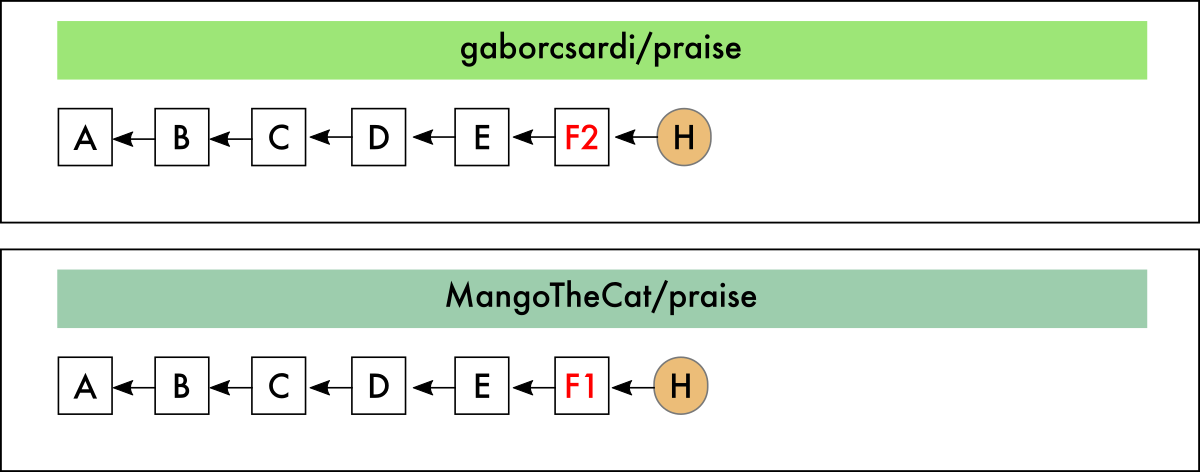 gaborcsardi/praise
A B C D E F2 H
MangoTheCat/praise
A B C D E F1 H